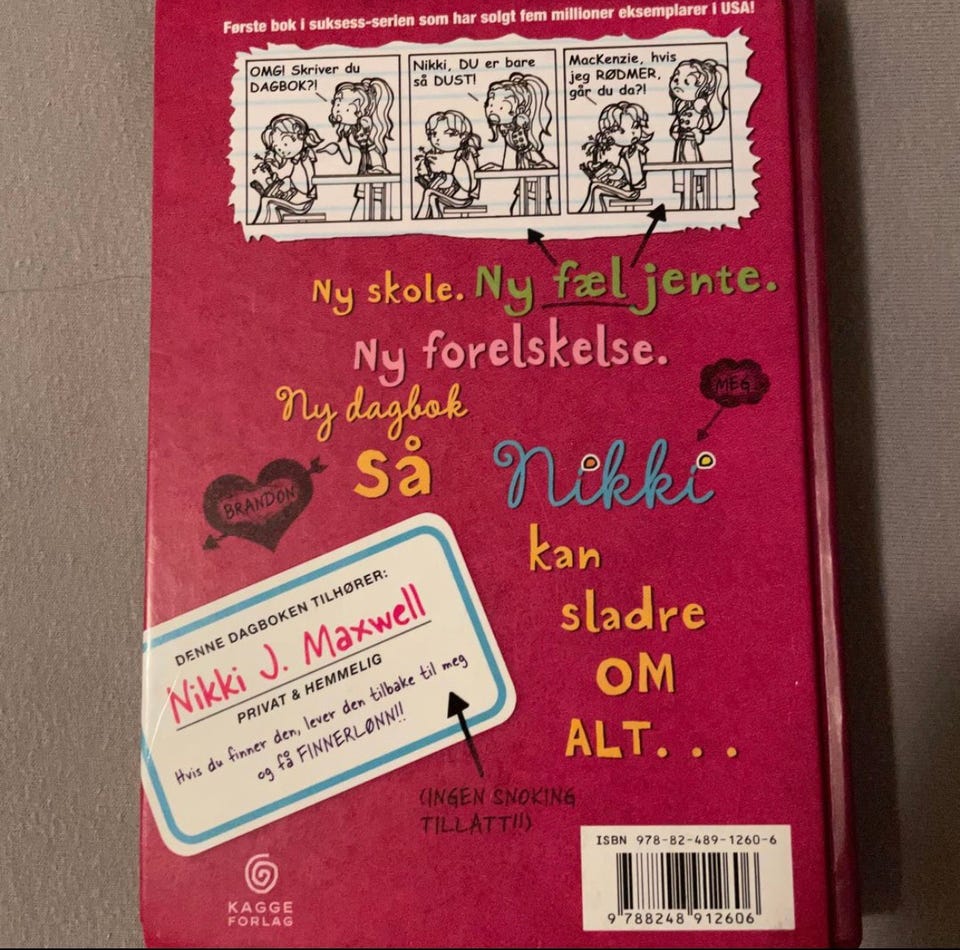 Første bok i suksess-serien som har solgt fem millioner eksemplarer i USA!
OMG! Skriver du
DAGBOK?!
Nikki, DU er bare
så DUST!
MacKenzie, hvis
jeg RØDMER,
går du da?!
Ny skole. Ny fæl jente.
Ny forelskelse.
Ny dagbok
MEG
så Nikki
BRANDON
kan
sladre
OM
ALT...
DENNE DAGBOKEN TILHØRER:
Nikki J. Maxwell
PRIVAT & HEMMELIG
Hvis du finner den, lever den tilbake til meg
og få FINNERLØNN!!
(INGEN SNOKING
TILLATT!!)
KAGGE
FORLAG
ISBN 978-82-489-1260-6
9 788248 912606